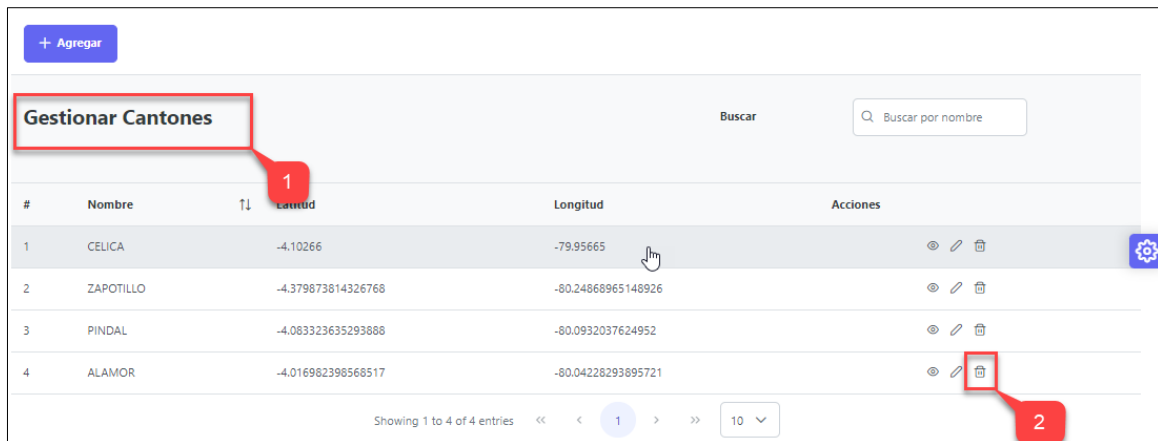 + Agregar
Gestionar Cantones
Buscar
Buscar por nombre
1
# Nombre Latitud Longitud Acciones
1 CELICA -4.10266 -79.95665
2 ZAPOTILLO -4.379873814326768 -80.24868965148926
3 PINDAL -4.083323635293888 -80.0932037624952
4 ALAMOR -4.016982398568517 -80.04228293895721
Showing 1 to 4 of 4 entries << < 1 > >> 10
2